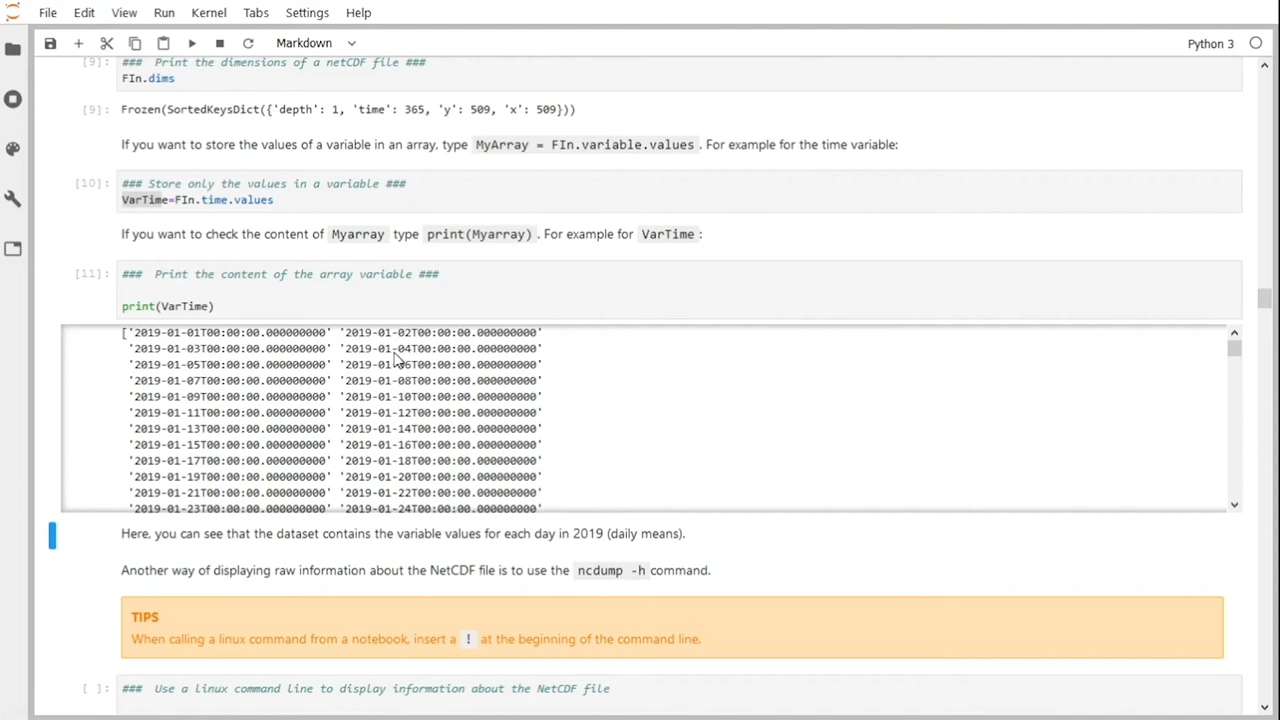 File Edit View Run Kernel Tabs Settings Help
Markdown Python 3
[9]: ### Print the dimensions of a netCDF file ###
FIn.dims
[9]: Frozen(SortedKeysDict({'depth': 1, 'time': 365, 'y': 509, 'x': 509}))
If you want to store the values of a variable in an array, type MyArray = FIn.variable.values . For example for the time variable:
[10]: ### Store only the values in a variable ###
VarTime=FIn.time.values
If you want to check the content of Myarray type print(Myarray) . For example for VarTime :
[11]: ### Print the content of the array variable ###
print(VarTime)
['2019-01-01T00:00:00.000000000' '2019-01-02T00:00:00.000000000'
'2019-01-03T00:00:00.000000000' '2019-01-04T00:00:00.000000000'
'2019-01-05T00:00:00.000000000' '2019-01-06T00:00:00.000000000'
'2019-01-07T00:00:00.000000000' '2019-01-08T00:00:00.000000000'
'2019-01-09T00:00:00.000000000' '2019-01-10T00:00:00.000000000'
'2019-01-11T00:00:00.000000000' '2019-01-12T00:00:00.000000000'
'2019-01-13T00:00:00.000000000' '2019-01-14T00:00:00.000000000'
'2019-01-15T00:00:00.000000000' '2019-01-16T00:00:00.000000000'
'2019-01-17T00:00:00.000000000' '2019-01-18T00:00:00.000000000'
'2019-01-19T00:00:00.000000000' '2019-01-20T00:00:00.000000000'
'2019-01-21T00:00:00.000000000' '2019-01-22T00:00:00.000000000'
'2019-01-23T00:00:00.000000000' '2019-01-24T00:00:00.000000000'
Here, you can see that the dataset contains the variable values for each day in 2019 (daily means).
Another way of displaying raw information about the NetCDF file is to use the ncdump -h command.
TIPS
When calling a linux command from a notebook, insert a ! at the beginning of the command line.
[ ]: ### Use a linux command line to display information about the NetCDF file